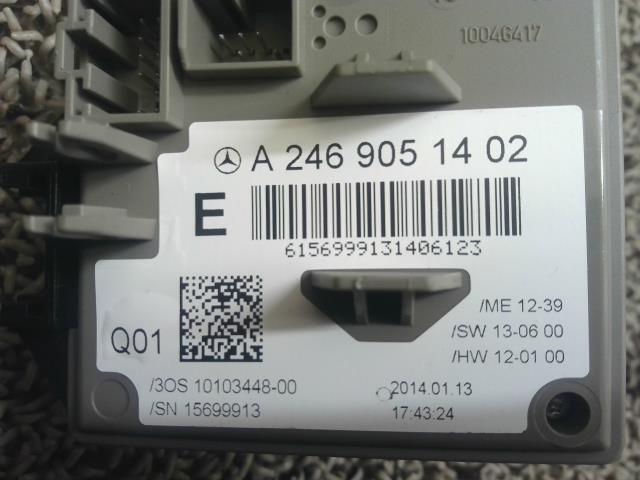 10046417
A 246 905 14 02
E
6156999131406123
Q01
/ME 12-39
/SW 13-06 00
/HW 12-01 00
/3OS 10103448-00
/SN 15699913
2014.01.13
17:43:24